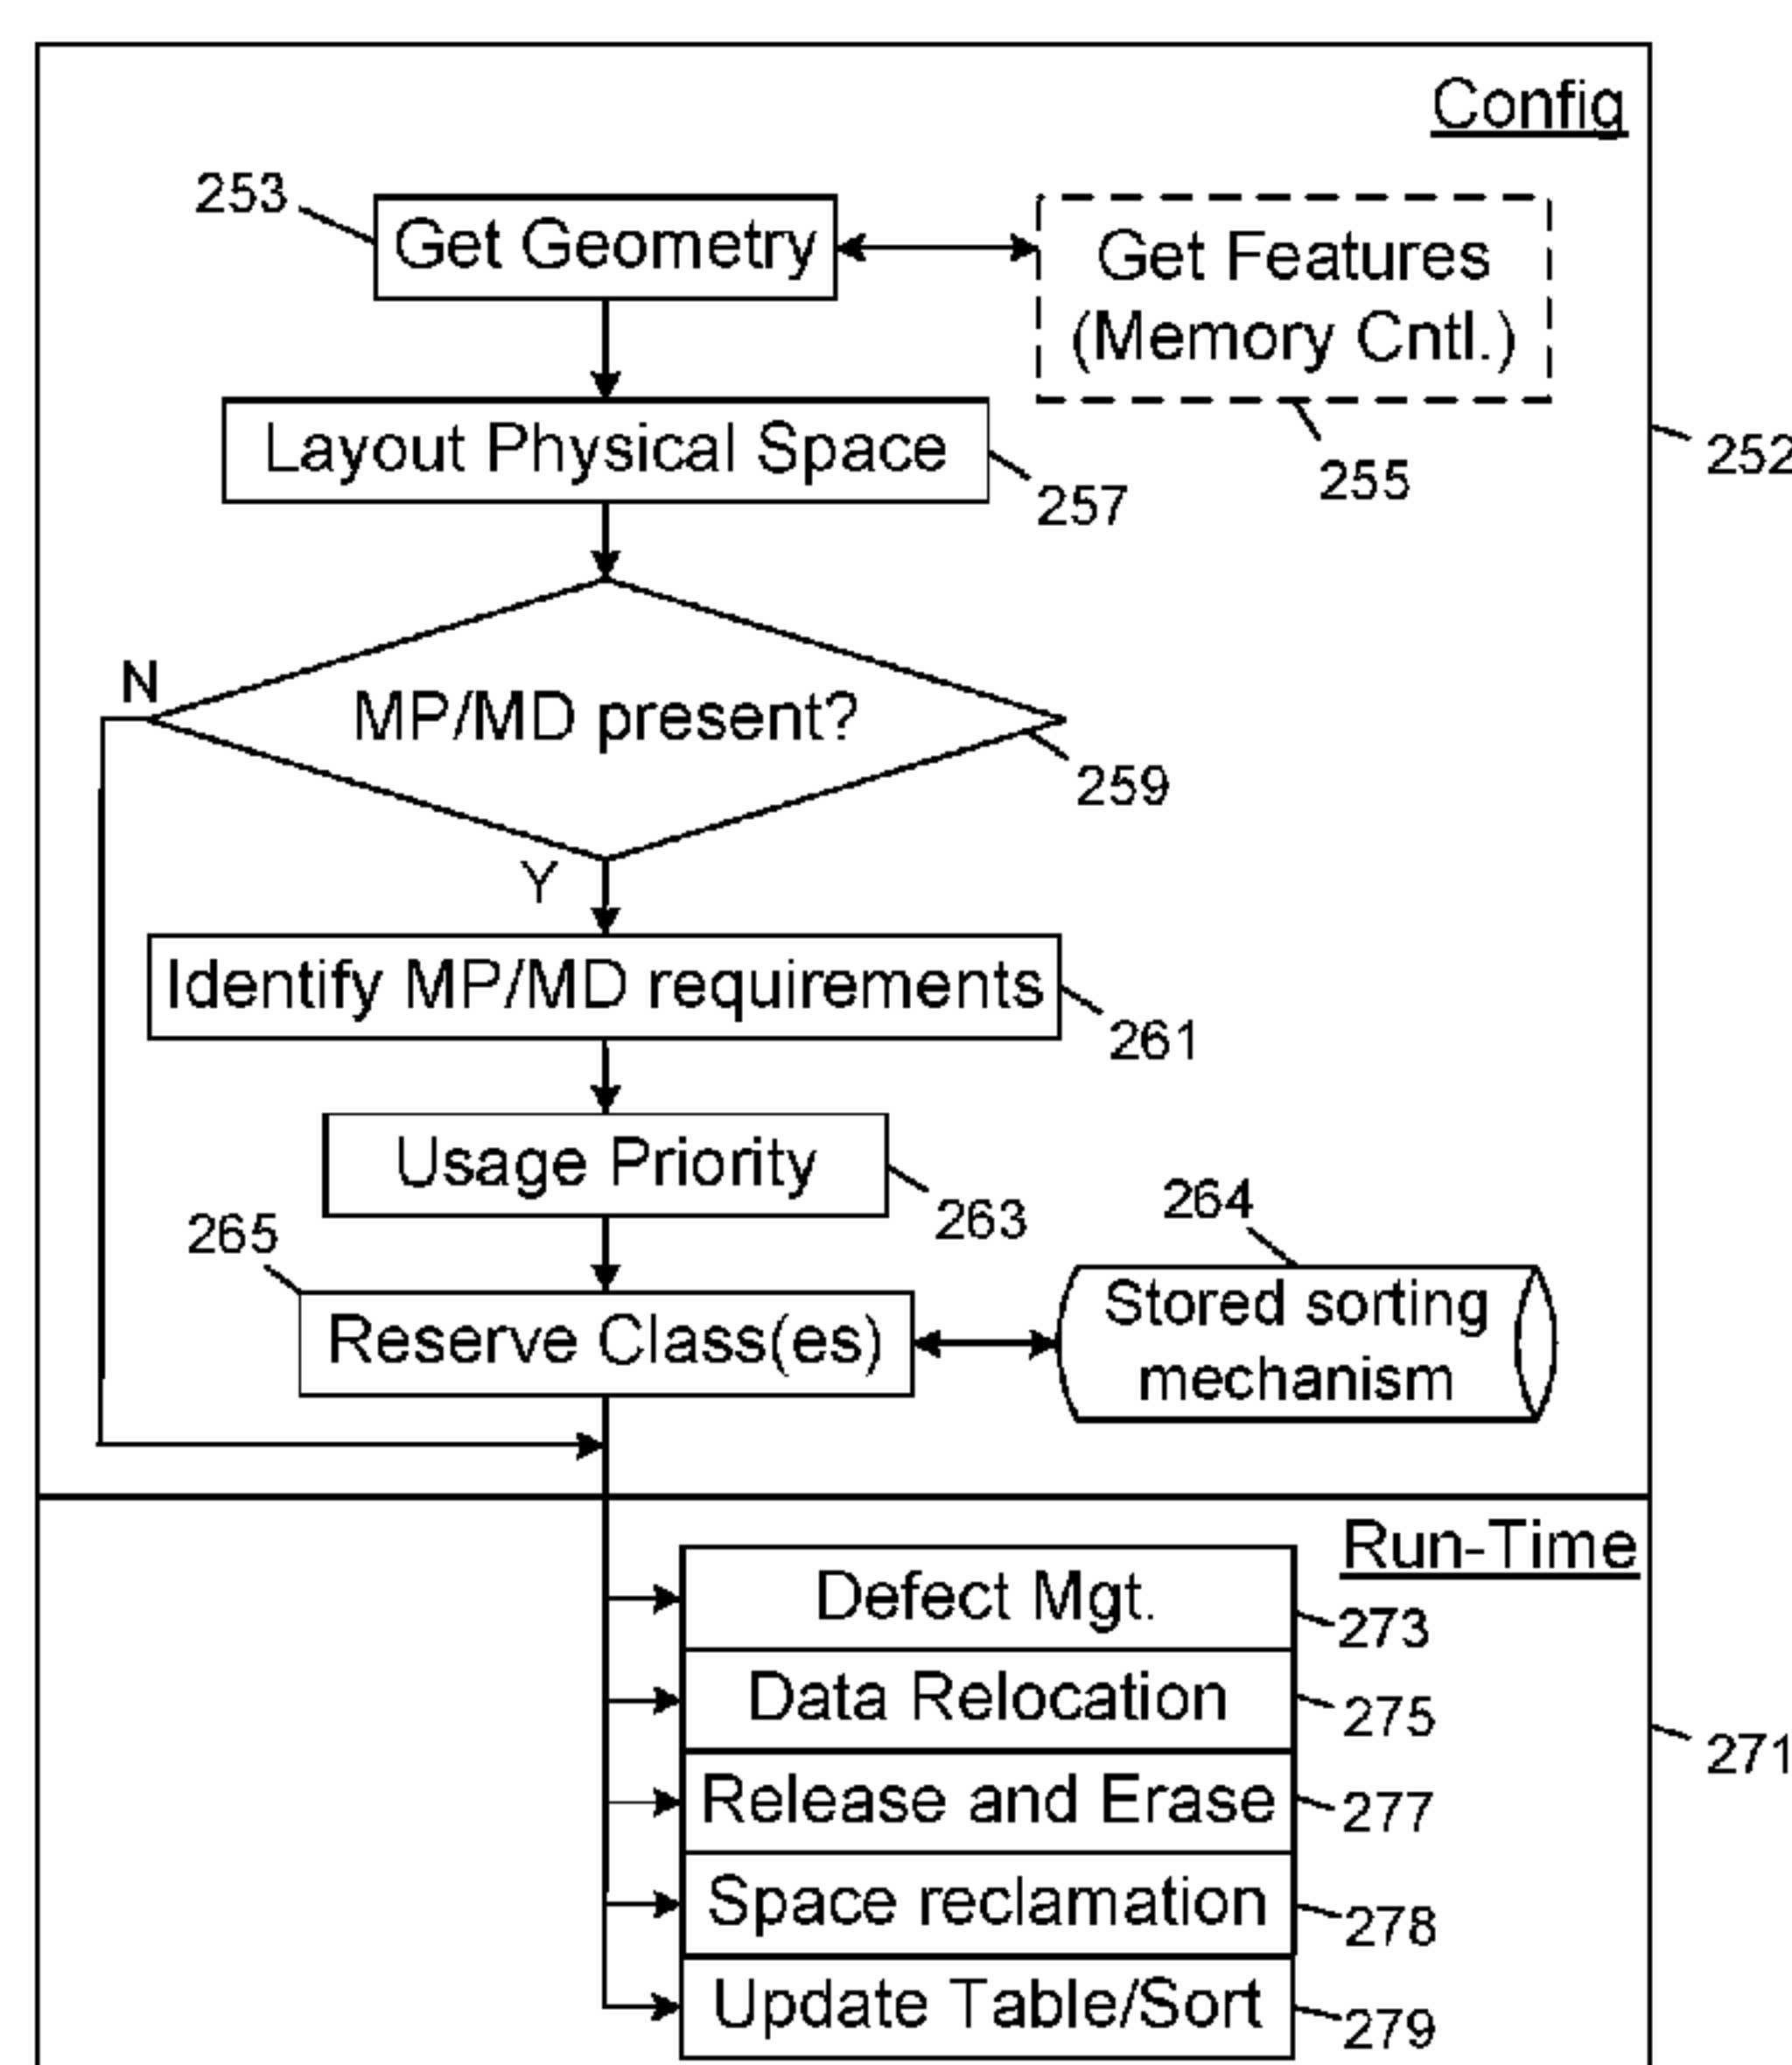 Config
253
Get Geometry
Get Features
(Memory Cntl.)
252
Layout Physical Space
257
255
N
MP/MD present?
259
Y
Identify MP/MD requirements
261
Usage Priority
263
264
265
Reserve Class(es)
Stored sorting
mechanism
Run-Time
Defect Mgt.
273
Data Relocation
275
271
Release and Erase
277
Space reclamation
278
Update Table/Sort
279